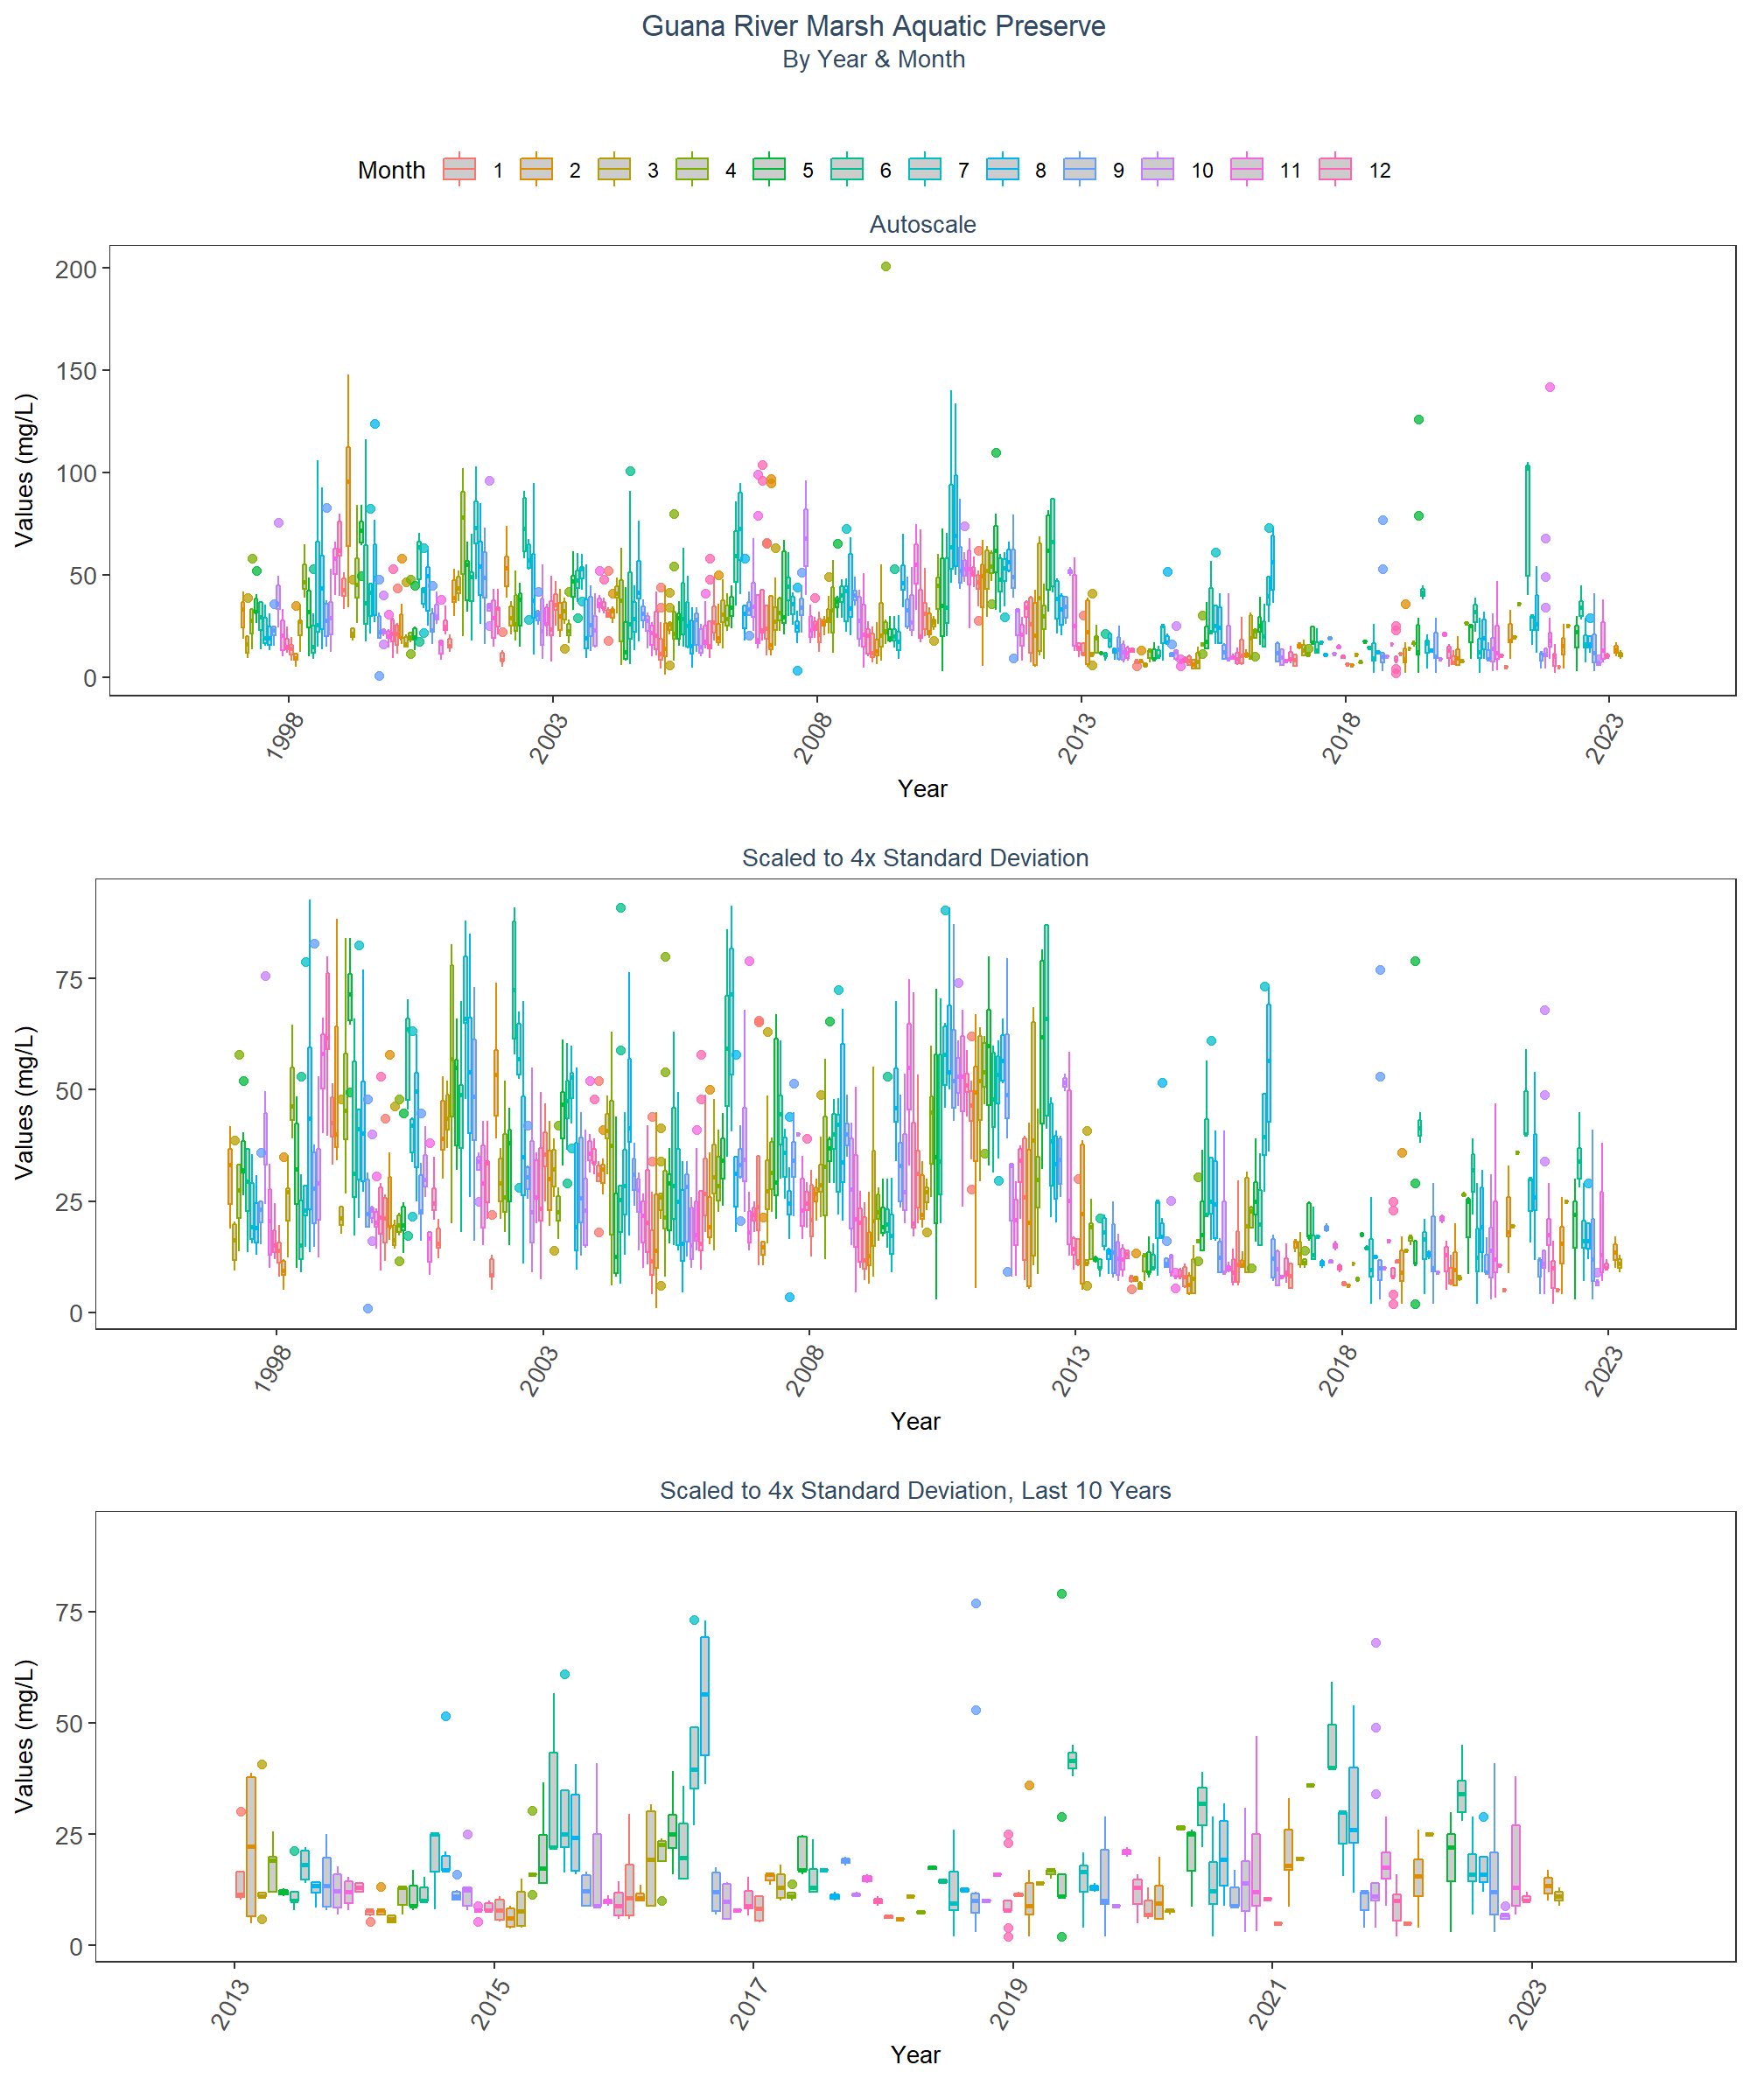 Guana River Marsh Aquatic Preserve
By Year & Month
Month 1 2 3 4 5 6 7 8 9 10 11 12
Autoscale
Values (mg/L)
200
150
100
50
0
1998 2003 2008 2013 2018 2023
Year
Scaled to 4x Standard Deviation
Values (mg/L)
75
50
25
0
1998 2003 2008 2013 2018 2023
Year
Scaled to 4x Standard Deviation, Last 10 Years
Values (mg/L)
75
50
25
0
2013 2015 2017 2019 2021 2023
Year